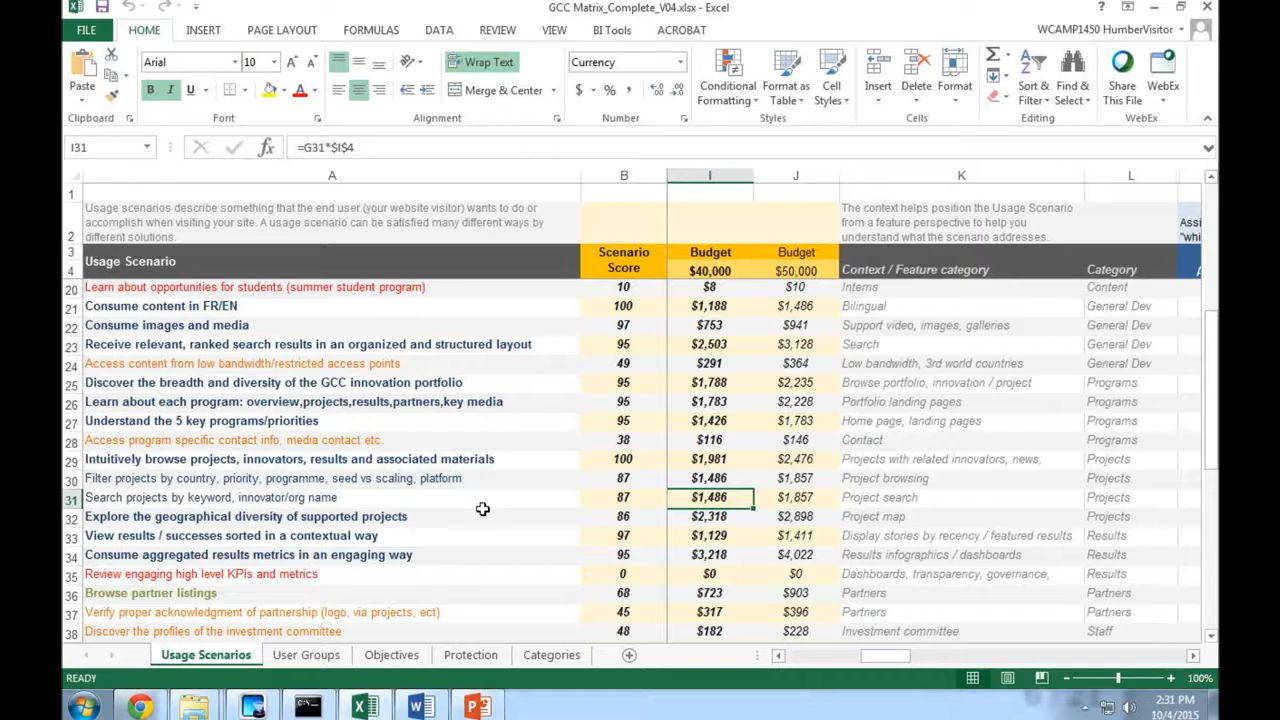 GCC Matrix_Complete_V04.xlsx - Excel
FILE HOME INSERT PAGE LAYOUT FORMULAS DATA REVIEW VIEW BI Tools ACROBAT WCAMP1450 HumberVisitor
Arial 10 Wrap Text Currency
Paste B I U Merge & Center $ % Conditional Formatting Format as Table Cell Styles Insert Delete Format Sort & Filter Find & Select Share This File WebEx
Clipboard Font Alignment Number Styles Cells Editing WebEx
I31 fx =G31*$I$4
A B I J K L
1
2 Usage scenarios describe something that the end user (your website visitor) wants to do or accomplish when visiting your site. A usage scenario can be satisfied many different ways by different solutions. The context helps position the Usage Scenario from a feature perspective to help you understand what the scenario addresses. Assi "whi
3 Usage Scenario Scenario Score Budget Budget
4 $40,000 $50,000 Context / Feature category Category
20 Learn about opportunities for students (summer student program) 10 $8 $10 Interns Content
21 Consume content in FR/EN 100 $1,188 $1,486 Bilingual General Dev
22 Consume images and media 97 $753 $941 Support video, images, galleries General Dev
23 Receive relevant, ranked search results in an organized and structured layout 95 $2,503 $3,128 Search General Dev
24 Access content from low bandwidth/restricted access points 49 $291 $364 Low bandwidth, 3rd world countries General Dev
25 Discover the breadth and diversity of the GCC innovation portfolio 95 $1,788 $2,235 Browse portfolio, innovation / project Programs
26 Learn about each program: overview,projects,results,partners,key media 95 $1,783 $2,228 Portfolio landing pages Programs
27 Understand the 5 key programs/priorities 95 $1,426 $1,783 Home page, landing pages Programs
28 Access program specific contact info, media contact etc. 38 $116 $146 Contact Programs
29 Intuitively browse projects, innovators, results and associated materials 100 $1,981 $2,476 Projects with related innovators, news, Projects
30 Filter projects by country, priority, programme, seed vs scaling, platform 87 $1,486 $1,857 Project browsing Projects
31 Search projects by keyword, innovator/org name 87 $1,486 $1,857 Project search Projects
32 Explore the geographical diversity of supported projects 86 $2,318 $2,898 Project map Projects
33 View results / successes sorted in a contextual way 97 $1,129 $1,411 Display stories by recency / featured results Results
34 Consume aggregated results metrics in an engaging way 95 $3,218 $4,022 Results infographics / dashboards Results
35 Review engaging high level KPIs and metrics 0 $0 $0 Dashboards, transparency, governance, Results
36 Browse partner listings 68 $723 $903 Partners Partners
37 Verify proper acknowledgment of partnership (logo, via projects, ect) 45 $317 $396 Partners Partners
38 Discover the profiles of the investment committee 48 $182 $228 Investment committee Staff
Usage Scenarios User Groups Objectives Protection Categories
READY 100%
2:31 PM
10/4/2015